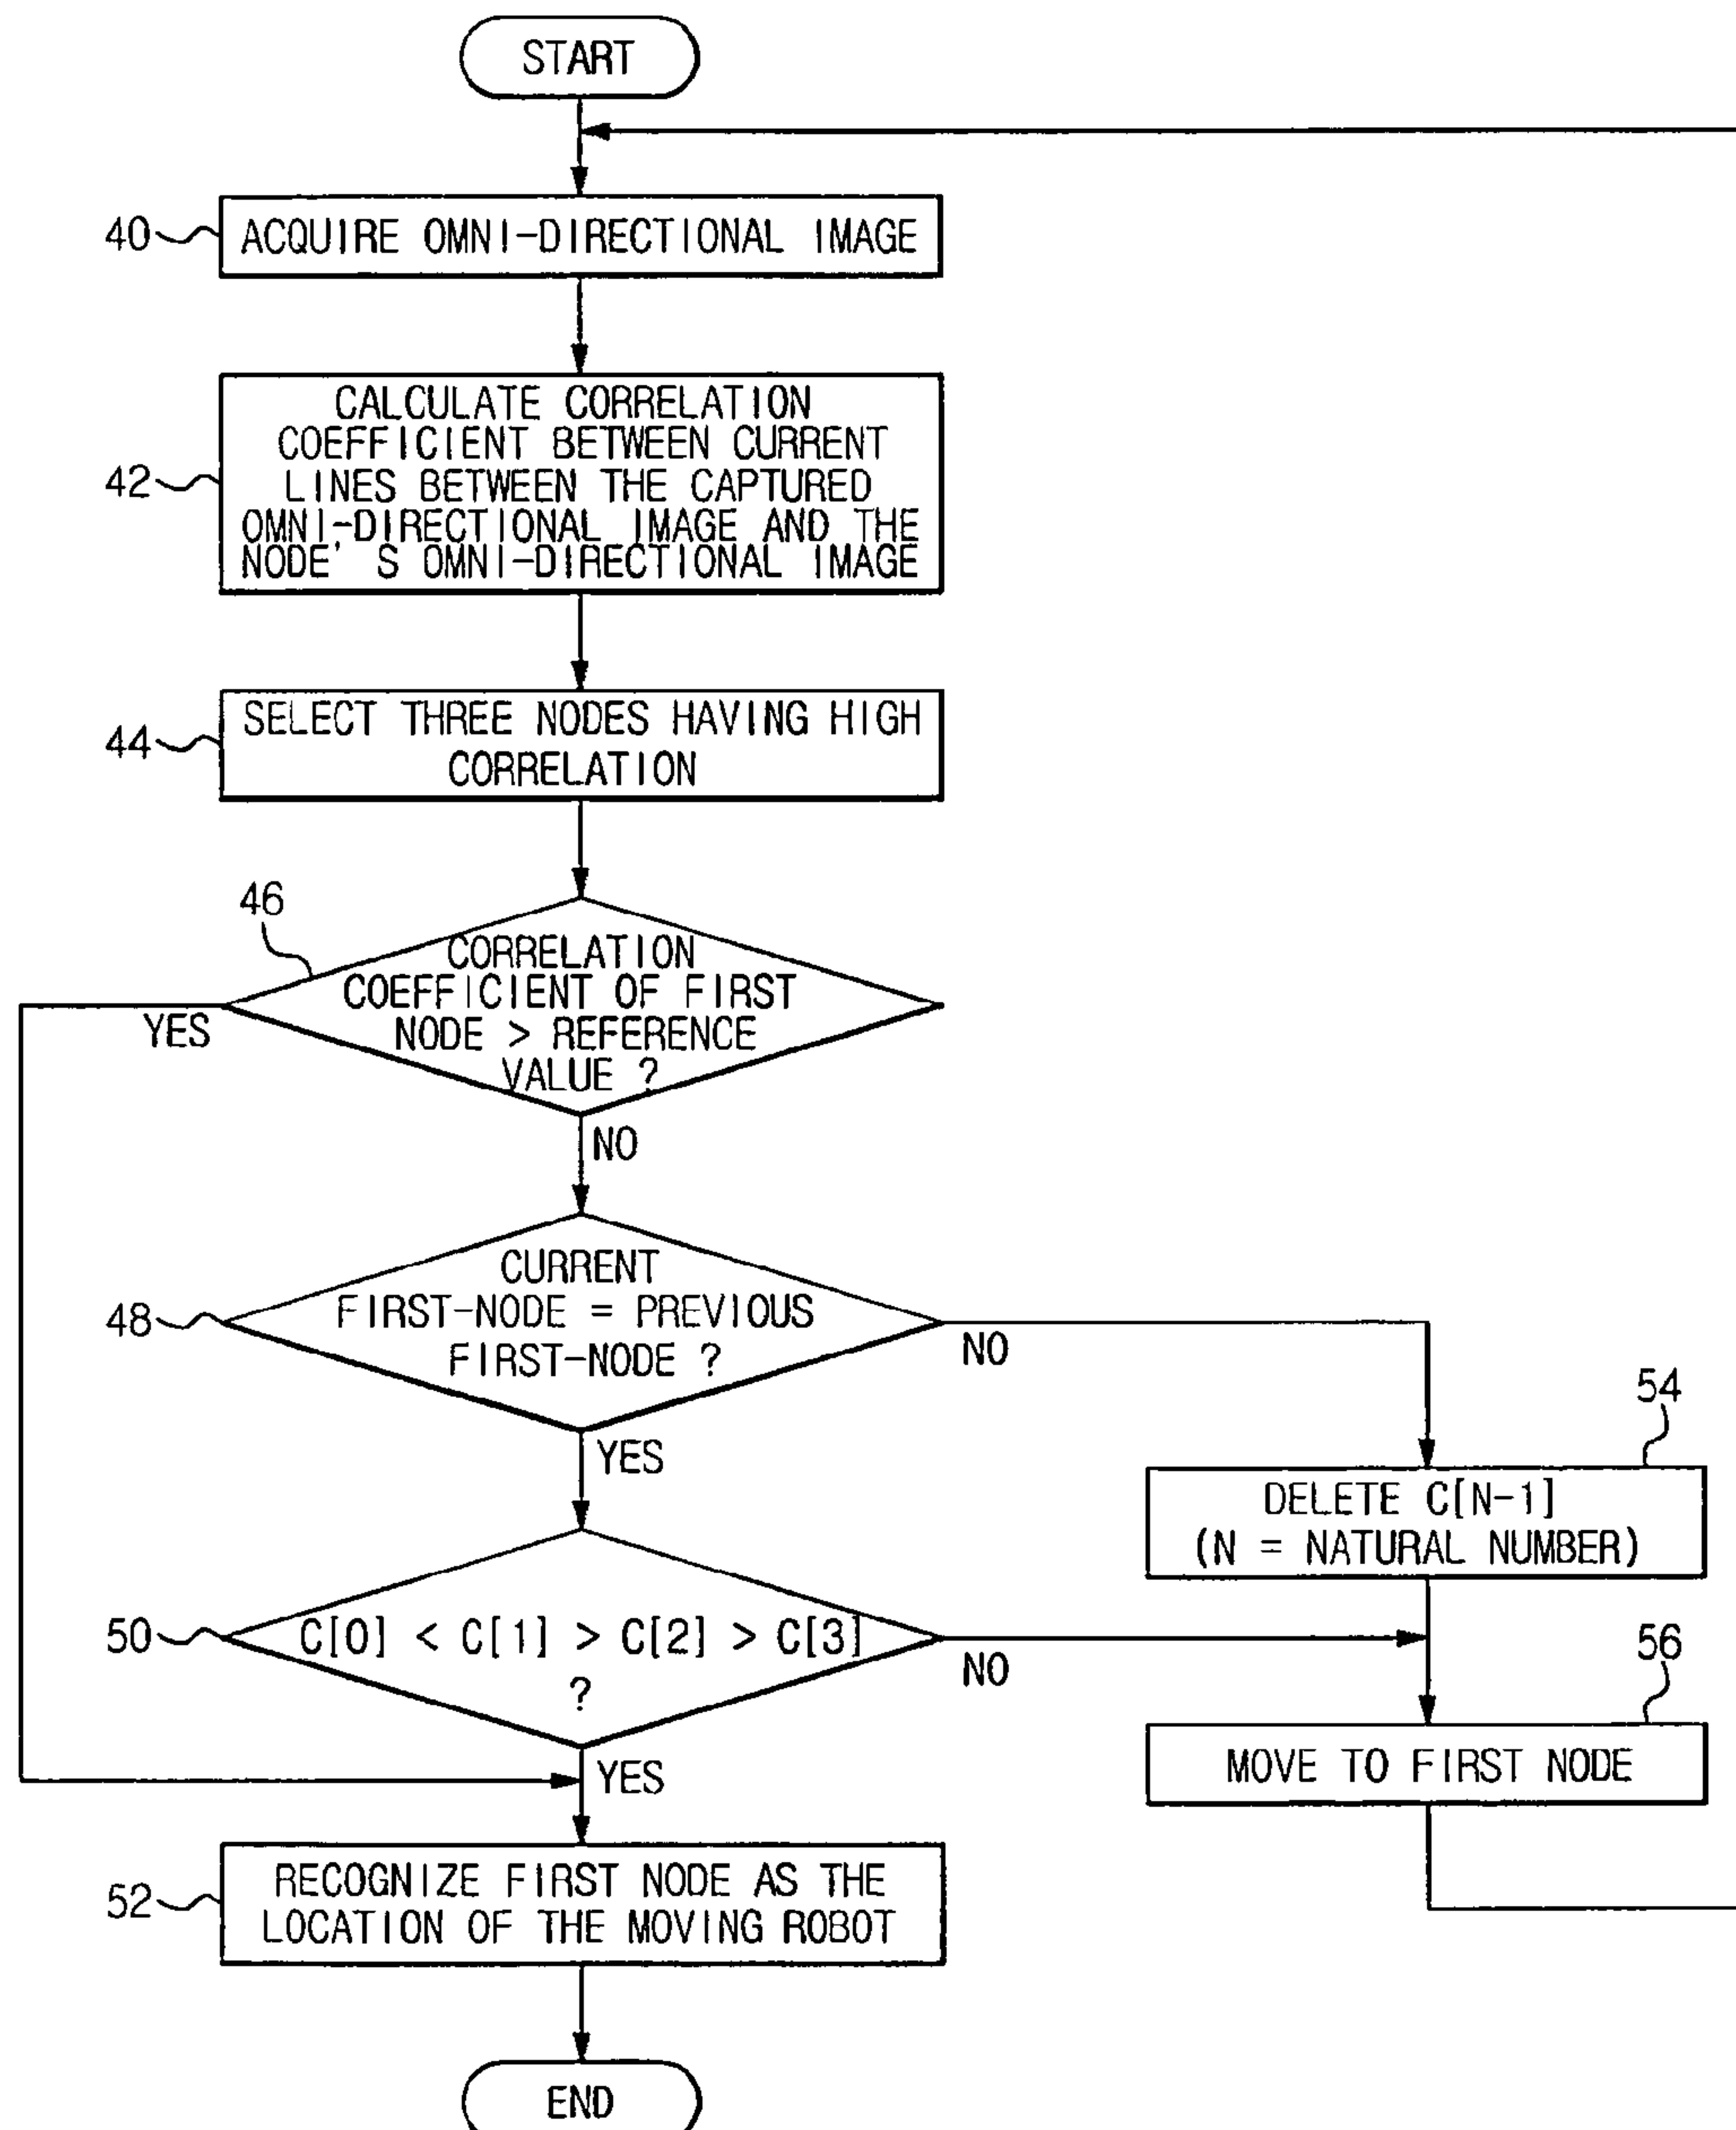 START
40
ACQUIRE OMNI-DIRECTIONAL IMAGE
42
CALCULATE CORRELATION
COEFFICIENT BETWEEN CURRENT
LINES BETWEEN THE CAPTURED
OMNI-DIRECTIONAL IMAGE AND THE
NODE'S OMNI-DIRECTIONAL IMAGE
44
SELECT THREE NODES HAVING HIGH
CORRELATION
46
CORRELATION
COEFFICIENT OF FIRST
NODE > REFERENCE
VALUE ?
YES
NO
48
CURRENT
FIRST-NODE = PREVIOUS
FIRST-NODE ?
NO
YES
54
DELETE C[N-1]
(N = NATURAL NUMBER)
50
C[0] < C[1] > C[2] > C[3]
?
NO
YES
56
MOVE TO FIRST NODE
52
RECOGNIZE FIRST NODE AS THE
LOCATION OF THE MOVING ROBOT
END